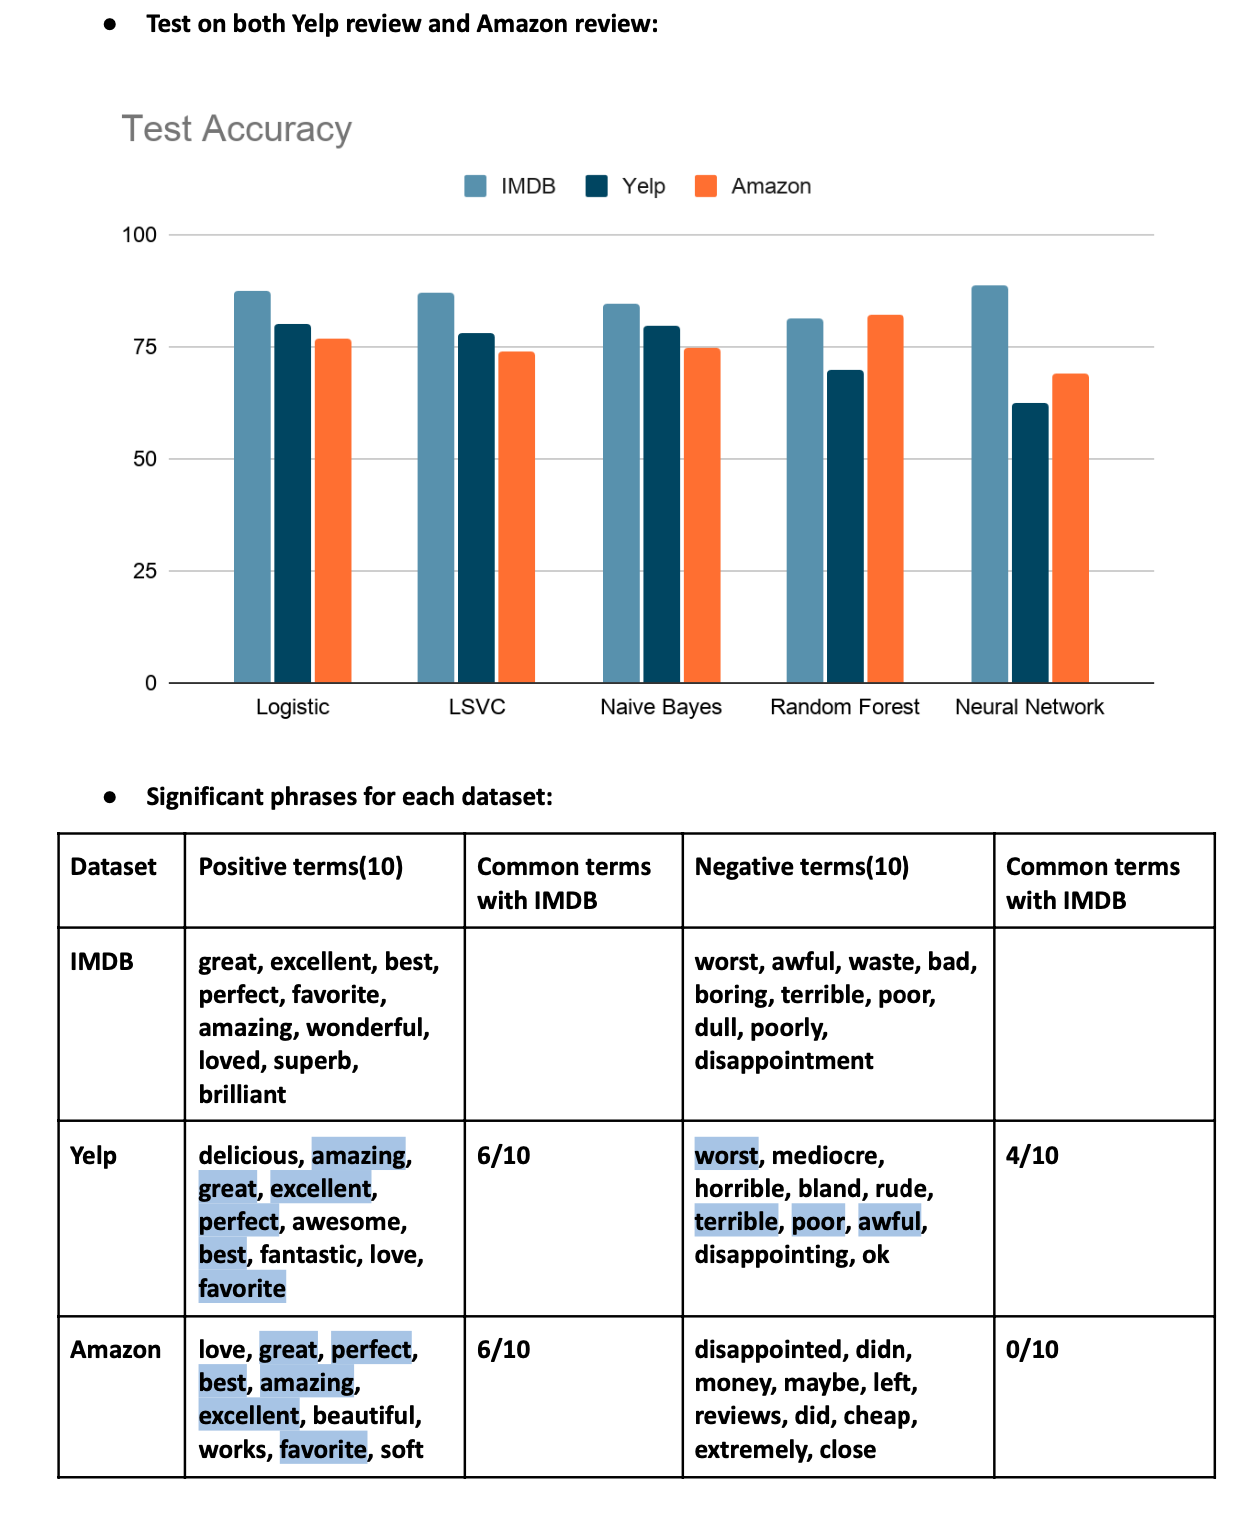 ● Test on both Yelp review and Amazon review:
Test Accuracy
IMDB Yelp Amazon
100
75
50
25
0
Logistic LSVC Naive Bayes Random Forest Neural Network
● Significant phrases for each dataset:
Dataset
Positive terms(10)
Common terms
with IMDB
Negative terms(10)
Common terms
with IMDB
IMDB
great, excellent, best,
perfect, favorite,
amazing, wonderful,
loved, superb,
brilliant
worst, awful, waste, bad,
boring, terrible, poor,
dull, poorly,
disappointment
Yelp
delicious, amazing,
great, excellent,
perfect, awesome,
best, fantastic, love,
favorite
6/10
worst, mediocre,
horrible, bland, rude,
terrible, poor, awful,
disappointing, ok
4/10
Amazon
love, great, perfect,
best, amazing,
excellent, beautiful,
works, favorite, soft
6/10
disappointed, didn,
money, maybe, left,
reviews, did, cheap,
extremely, close
0/10